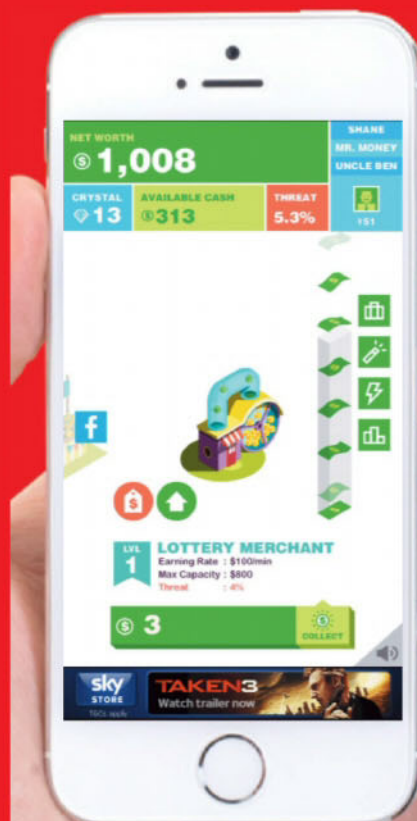 NET WORTH
1,008
SHANE
MR. MONEY
UNCLE BEN
CRYSTAL
13
AVAILABLE CASH
313
THREAT
5.3%
151
f
LVL
1
LOTTERY MERCHANT
Earning Rate : $100/min
Max Capacity : $800
Threat : 4%
3
COLLECT
sky
STORE
T&Cs apply
TAKEN3
Watch trailer now